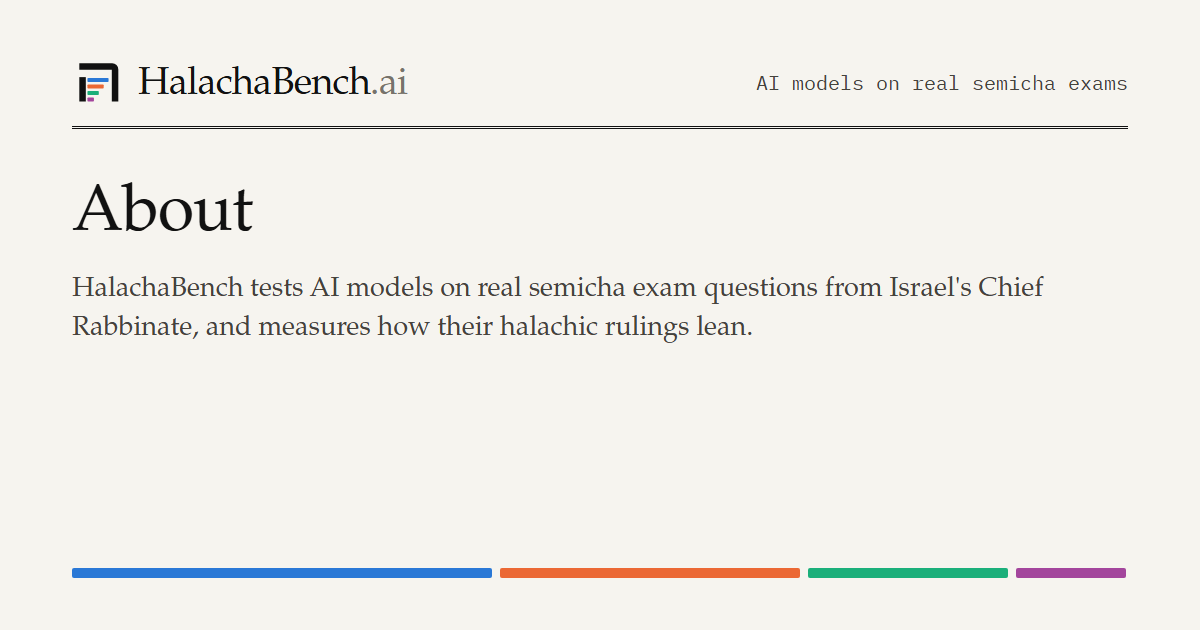 HalachaBench.ai
AI models on real semicha exams
About
HalachaBench tests AI models on real semicha exam questions from Israel's Chief
Rabbinate, and measures how their halachic rulings lean.